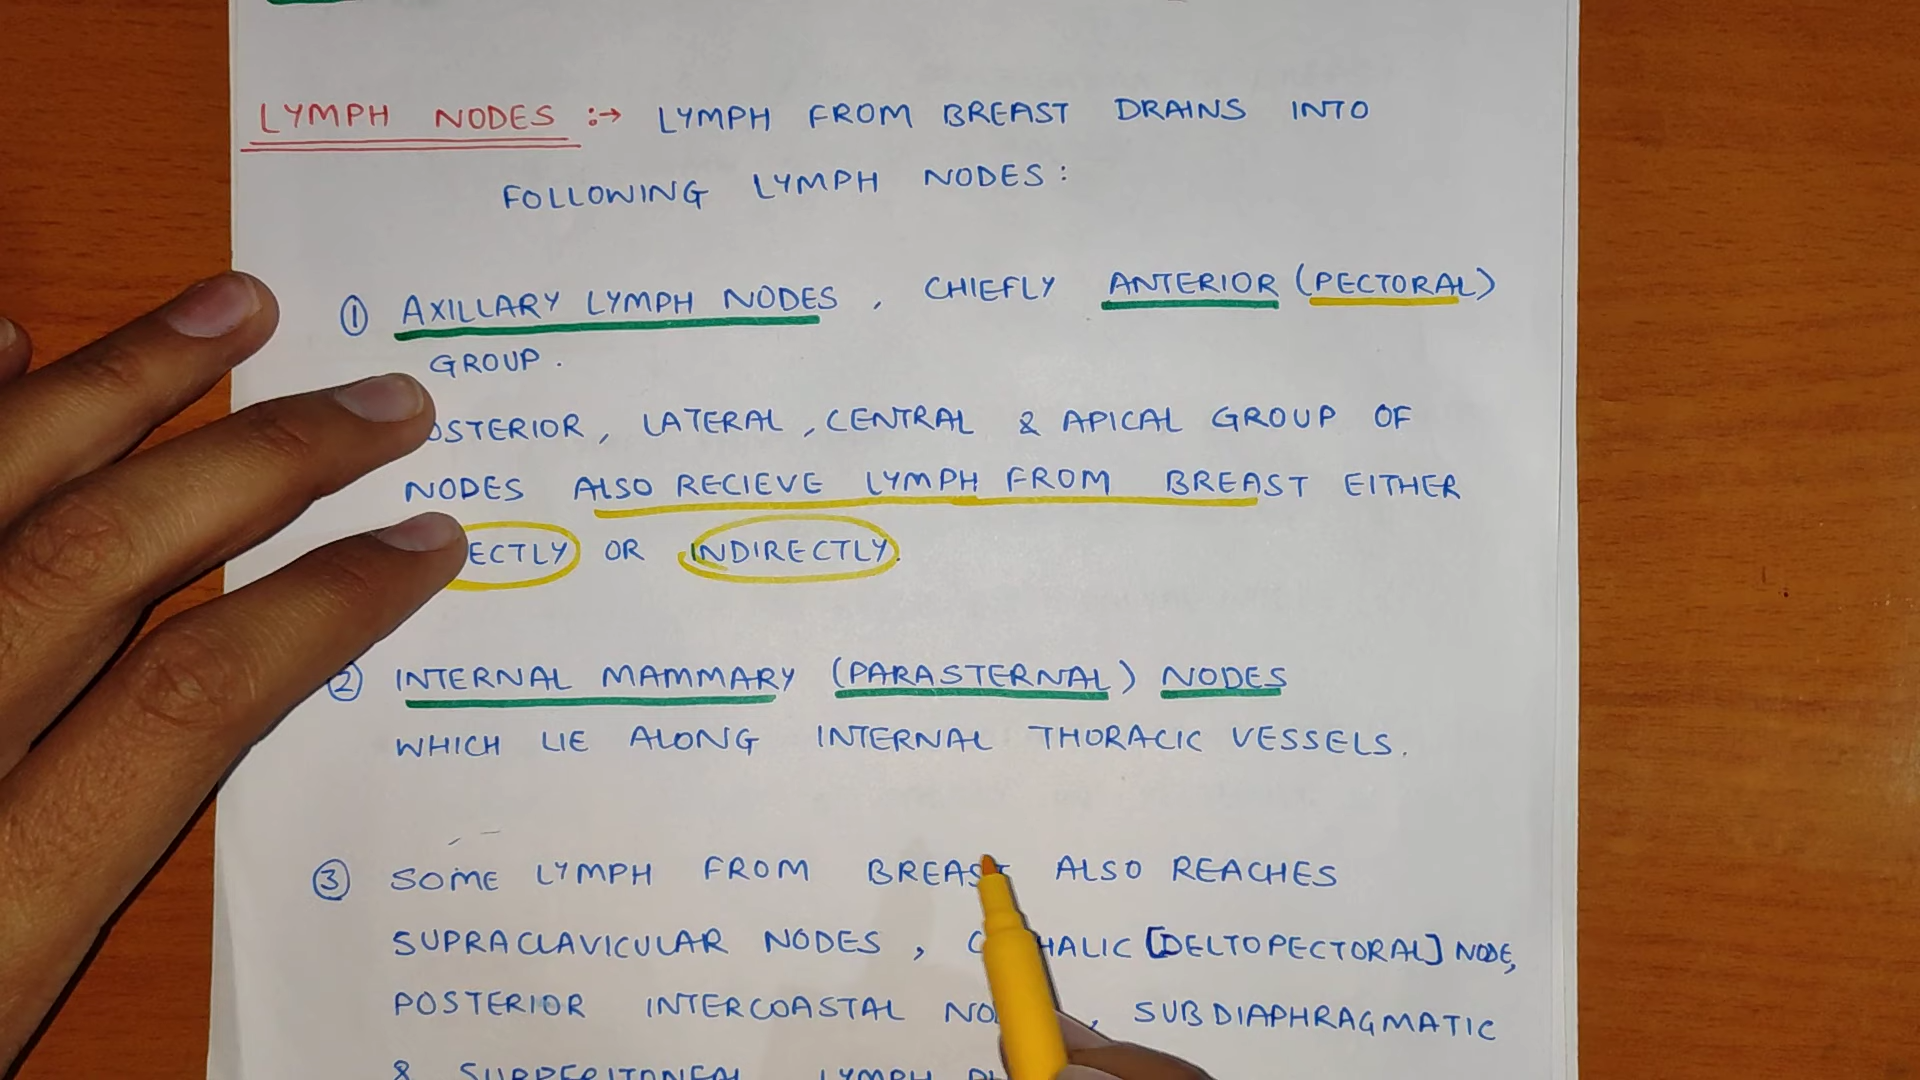 LYMPH NODES :→ LYMPH FROM BREAST DRAINS INTO
FOLLOWING LYMPH NODES:
① AXILLARY LYMPH NODES, CHIEFLY ANTERIOR (PECTORAL)
GROUP.
OSTERIOR, LATERAL, CENTRAL & APICAL GROUP OF
NODES ALSO RECIEVE LYMPH FROM BREAST EITHER
ECTLY OR INDIRECTLY.
② INTERNAL MAMMARY (PARASTERNAL) NODES
WHICH LIE ALONG INTERNAL THORACIC VESSELS.
③ SOME LYMPH FROM BREAST ALSO REACHES
SUPRACLAVICULAR NODES, [DELTOPECTORAL] NODE,
POSTERIOR INTERCOASTAL , SUBDIAPHRAGMATIC
& LYMPH